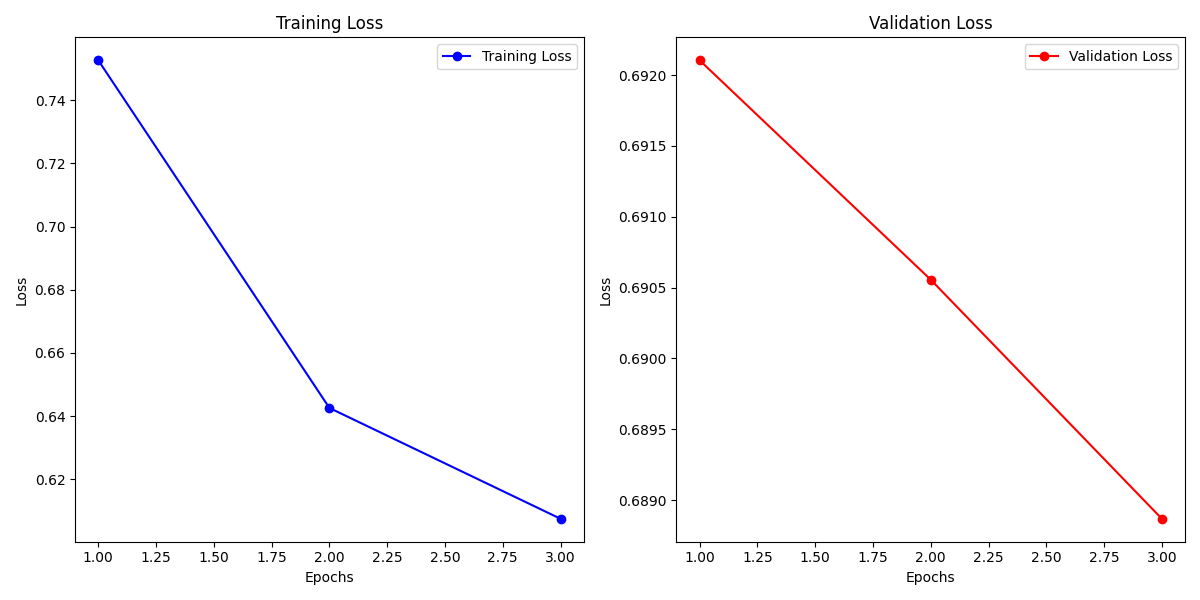 Training Loss
Training Loss
0.74
0.72
0.70
0.68
0.66
0.64
0.62
Loss
1.00 1.25 1.50 1.75 2.00 2.25 2.50 2.75 3.00
Epochs
Validation Loss
Validation Loss
0.6920
0.6915
0.6910
0.6905
0.6900
0.6895
0.6890
Loss
1.00 1.25 1.50 1.75 2.00 2.25 2.50 2.75 3.00
Epochs